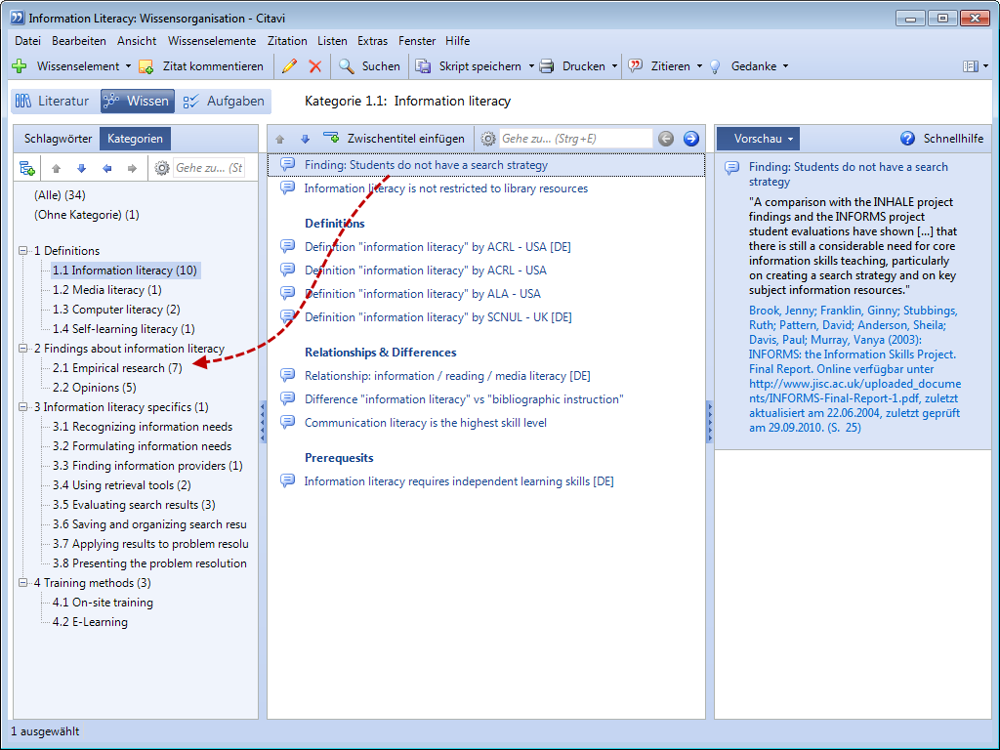 Information Literacy: Wissensorganisation - Citavi
Datei Bearbeiten Ansicht Wissenselemente Zitation Listen Extras Fenster Hilfe
Wissenselement Zitat kommentieren Suchen Skript speichern Drucken Zitieren Gedanke
Literatur Wissen Aufgaben Kategorie 1.1: Information literacy
Schlagwörter Kategorien
Gehe zu... (St
(Alle) (34)
(Ohne Kategorie) (1)
1 Definitions
1.1 Information literacy (10)
1.2 Media literacy (1)
1.3 Computer literacy (2)
1.4 Self-learning literacy (1)
2 Findings about information literacy
2.1 Empirical research (7)
2.2 Opinions (5)
3 Information literacy specifics (1)
3.1 Recognizing information needs
3.2 Formulating information needs
3.3 Finding information providers (1)
3.4 Using retrieval tools (2)
3.5 Evaluating search results (3)
3.6 Saving and organizing search resu
3.7 Applying results to problem resolu
3.8 Presenting the problem resolution
4 Training methods (3)
4.1 On-site training
4.2 E-Learning
Zwischentitel einfügen Gehe zu... (Strg+E)
Finding: Students do not have a search strategy
Information literacy is not restricted to library resources
Definitions
Definition "information literacy" by ACRL - USA [DE]
Definition "information literacy" by ACRL - USA
Definition "information literacy" by ALA - USA
Definition "information literacy" by SCNUL - UK [DE]
Relationships & Differences
Relationship: information / reading / media literacy [DE]
Difference "information literacy" vs "bibliographic instruction"
Communication literacy is the highest skill level
Prerequesits
Information literacy requires independent learning skills [DE]
Vorschau Schnellhilfe
Finding: Students do not have a search
strategy
"A comparison with the INHALE project
findings and the INFORMS project
student evaluations have shown [...] that
there is still a considerable need for core
information skills teaching, particularly
on creating a search strategy and on key
subject information resources."
Brook, Jenny; Franklin, Ginny; Stubbings,
Ruth; Pattern, David; Anderson, Sheila;
Davis, Paul; Murray, Vanya (2003):
INFORMS: the Information Skills Project.
Final Report. Online verfügbar unter
http://www.jisc.ac.uk/uploaded_docume
nts/INFORMS-Final-Report-1.pdf, zuletzt
aktualisiert am 22.06.2004, zuletzt geprüft
am 29.09.2010. (S. 25)
1 ausgewählt